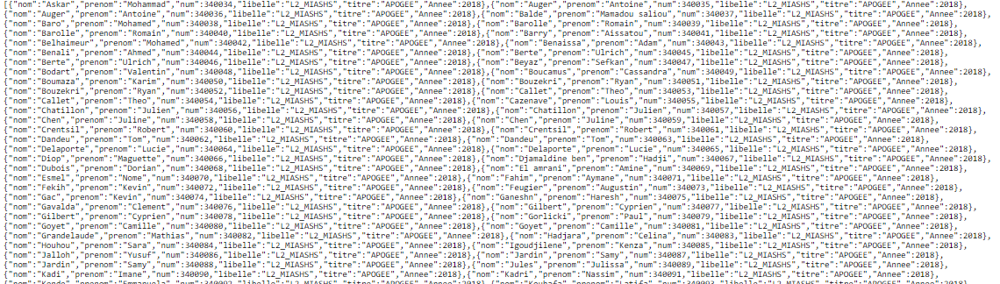 [{"nom":"Askar","prenom":"Mohammad","num":340034,"libelle":"L2_MIASHS","titre":"APOGEE","Annee":2018},{"nom":"Auger","prenom":"Antoine","num":340035,"libelle":"L2_MIASHS","titre":"APOGEE","Annee":2018},
{"nom":"Auger","prenom":"Antoine","num":340036,"libelle":"L2_MIASHS","titre":"APOGEE","Annee":2018},{"nom":"Balde","prenom":"Mamadou saliou","num":340037,"libelle":"L2_MIASHS","titre":"APOGEE","Annee":2018},
{"nom":"Baro","prenom":"Mohamed","num":340038,"libelle":"L2_MIASHS","titre":"APOGEE","Annee":2018},{"nom":"Barolle","prenom":"Romain","num":340039,"libelle":"L2_MIASHS","titre":"APOGEE","Annee":2018},
{"nom":"Barolle","prenom":"Romain","num":340040,"libelle":"L2_MIASHS","titre":"APOGEE","Annee":2018},{"nom":"Barry","prenom":"Aissatou","num":340041,"libelle":"L2_MIASHS","titre":"APOGEE","Annee":2018},
{"nom":"Belhaimeur","prenom":"Mohamed","num":340042,"libelle":"L2_MIASHS","titre":"APOGEE","Annee":2018},{"nom":"Benaissa","prenom":"Adam","num":340043,"libelle":"L2_MIASHS","titre":"APOGEE","Annee":2018},
{"nom":"Benali","prenom":"Ahmed","num":340044,"libelle":"L2_MIASHS","titre":"APOGEE","Annee":2018},{"nom":"Berte","prenom":"Ulrich","num":340045,"libelle":"L2_MIASHS","titre":"APOGEE","Annee":2018},
{"nom":"Berte","prenom":"Ulrich","num":340046,"libelle":"L2_MIASHS","titre":"APOGEE","Annee":2018},{"nom":"Beyaz","prenom":"Sefkan","num":340047,"libelle":"L2_MIASHS","titre":"APOGEE","Annee":2018},
{"nom":"Bodart","prenom":"Valentin","num":340048,"libelle":"L2_MIASHS","titre":"APOGEE","Annee":2018},{"nom":"Boucamus","prenom":"Cassandra","num":340049,"libelle":"L2_MIASHS","titre":"APOGEE","Annee":2018},
{"nom":"Boumaza","prenom":"Karim","num":340050,"libelle":"L2_MIASHS","titre":"APOGEE","Annee":2018},{"nom":"Bouzekri","prenom":"Ryan","num":340051,"libelle":"L2_MIASHS","titre":"APOGEE","Annee":2018},
{"nom":"Bouzekri","prenom":"Ryan","num":340052,"libelle":"L2_MIASHS","titre":"APOGEE","Annee":2018},{"nom":"Callet","prenom":"Theo","num":340053,"libelle":"L2_MIASHS","titre":"APOGEE","Annee":2018},
{"nom":"Callet","prenom":"Theo","num":340054,"libelle":"L2_MIASHS","titre":"APOGEE","Annee":2018},{"nom":"Cazenave","prenom":"Louis","num":340055,"libelle":"L2_MIASHS","titre":"APOGEE","Annee":2018},
{"nom":"Chatillon","prenom":"Juliien","num":340056,"libelle":"L2_MIASHS","titre":"APOGEE","Annee":2018},{"nom":"Chatillon","prenom":"Juliien","num":340057,"libelle":"L2_MIASHS","titre":"APOGEE","Annee":2018},
{"nom":"Chen","prenom":"Juline","num":340058,"libelle":"L2_MIASHS","titre":"APOGEE","Annee":2018},{"nom":"Chen","prenom":"Juline","num":340059,"libelle":"L2_MIASHS","titre":"APOGEE","Annee":2018},
{"nom":"Crentsil","prenom":"Robert","num":340060,"libelle":"L2_MIASHS","titre":"APOGEE","Annee":2018},{"nom":"Crentsil","prenom":"Robert","num":340061,"libelle":"L2_MIASHS","titre":"APOGEE","Annee":2018},
{"nom":"Dandeu","prenom":"Tom","num":340062,"libelle":"L2_MIASHS","titre":"APOGEE","Annee":2018},{"nom":"Dandeu","prenom":"Tom","num":340063,"libelle":"L2_MIASHS","titre":"APOGEE","Annee":2018},
{"nom":"Delaporte","prenom":"Lucie","num":340064,"libelle":"L2_MIASHS","titre":"APOGEE","Annee":2018},{"nom":"Delaporte","prenom":"Lucie","num":340065,"libelle":"L2_MIASHS","titre":"APOGEE","Annee":2018},
{"nom":"Diop","prenom":"Maguette","num":340066,"libelle":"L2_MIASHS","titre":"APOGEE","Annee":2018},{"nom":"Djamaldine ben","prenom":"Hadji","num":340067,"libelle":"L2_MIASHS","titre":"APOGEE","Annee":2018},
{"nom":"Dubois","prenom":"Dorian","num":340068,"libelle":"L2_MIASHS","titre":"APOGEE","Annee":2018},{"nom":"El amrani","prenom":"Amine","num":340069,"libelle":"L2_MIASHS","titre":"APOGEE","Annee":2018},
{"nom":"Esmel","prenom":"Nome","num":340070,"libelle":"L2_MIASHS","titre":"APOGEE","Annee":2018},{"nom":"Fahim","prenom":"Aymane","num":340071,"libelle":"L2_MIASHS","titre":"APOGEE","Annee":2018},
{"nom":"Fekih","prenom":"Kevin","num":340072,"libelle":"L2_MIASHS","titre":"APOGEE","Annee":2018},{"nom":"Feugier","prenom":"Augustin","num":340073,"libelle":"L2_MIASHS","titre":"APOGEE","Annee":2018},
{"nom":"Gac","prenom":"Kevin","num":340074,"libelle":"L2_MIASHS","titre":"APOGEE","Annee":2018},{"nom":"Ganeshn","prenom":"Haresh","num":340075,"libelle":"L2_MIASHS","titre":"APOGEE","Annee":2018},
{"nom":"Gavalda","prenom":"Clement","num":340076,"libelle":"L2_MIASHS","titre":"APOGEE","Annee":2018},{"nom":"Gilbert","prenom":"Cyprien","num":340077,"libelle":"L2_MIASHS","titre":"APOGEE","Annee":2018},
{"nom":"Gilbert","prenom":"Cyprien","num":340078,"libelle":"L2_MIASHS","titre":"APOGEE","Annee":2018},{"nom":"Gorlicki","prenom":"Paul","num":340079,"libelle":"L2_MIASHS","titre":"APOGEE","Annee":2018},
{"nom":"Goyet","prenom":"Camille","num":340080,"libelle":"L2_MIASHS","titre":"APOGEE","Annee":2018},{"nom":"Goyet","prenom":"Camille","num":340081,"libelle":"L2_MIASHS","titre":"APOGEE","Annee":2018},
{"nom":"Grandelaude","prenom":"Mathias","num":340082,"libelle":"L2_MIASHS","titre":"APOGEE","Annee":2018},{"nom":"Hadjara","prenom":"Celina","num":340083,"libelle":"L2_MIASHS","titre":"APOGEE","Annee":2018},
{"nom":"Houhou","prenom":"Sara","num":340084,"libelle":"L2_MIASHS","titre":"APOGEE","Annee":2018},{"nom":"Igoudjilene","prenom":"Kenza","num":340085,"libelle":"L2_MIASHS","titre":"APOGEE","Annee":2018},
{"nom":"Jalloh","prenom":"Yusuf","num":340086,"libelle":"L2_MIASHS","titre":"APOGEE","Annee":2018},{"nom":"Jardin","prenom":"Samy","num":340087,"libelle":"L2_MIASHS","titre":"APOGEE","Annee":2018},
{"nom":"Jardin","prenom":"Samy","num":340088,"libelle":"L2_MIASHS","titre":"APOGEE","Annee":2018},{"nom":"Jules","prenom":"Julissa","num":340089,"libelle":"L2_MIASHS","titre":"APOGEE","Annee":2018},
{"nom":"Kadi","prenom":"Imane","num":340090,"libelle":"L2_MIASHS","titre":"APOGEE","Annee":2018},{"nom":"Kadri","prenom":"Nassim","num":340091,"libelle":"L2_MIASHS","titre":"APOGEE","Annee":2018},